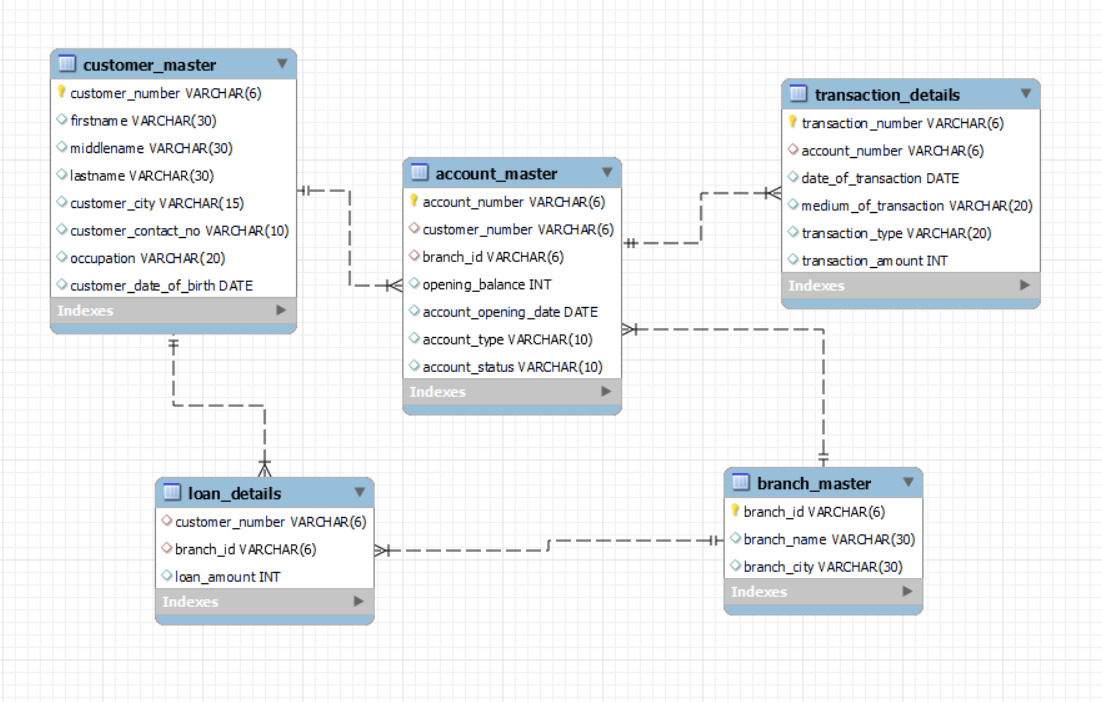 customer_master
customer_number VARCHAR(6)
firstname VARCHAR(30)
middlename VARCHAR(30)
lastname VARCHAR(30)
customer_city VARCHAR(15)
customer_contact_no VARCHAR(10)
occupation VARCHAR(20)
customer_date_of_birth DATE
Indexes
account_master
account_number VARCHAR(6)
customer_number VARCHAR(6)
branch_id VARCHAR(6)
opening_balance INT
account_opening_date DATE
account_type VARCHAR(10)
account_status VARCHAR(10)
Indexes
transaction_details
transaction_number VARCHAR(6)
account_number VARCHAR(6)
date_of_transaction DATE
medium_of_transaction VARCHAR(20)
transaction_type VARCHAR(20)
transaction_amount INT
Indexes
loan_details
customer_number VARCHAR(6)
branch_id VARCHAR(6)
loan_amount INT
Indexes
branch_master
branch_id VARCHAR(6)
branch_name VARCHAR(30)
branch_city VARCHAR(30)
Indexes